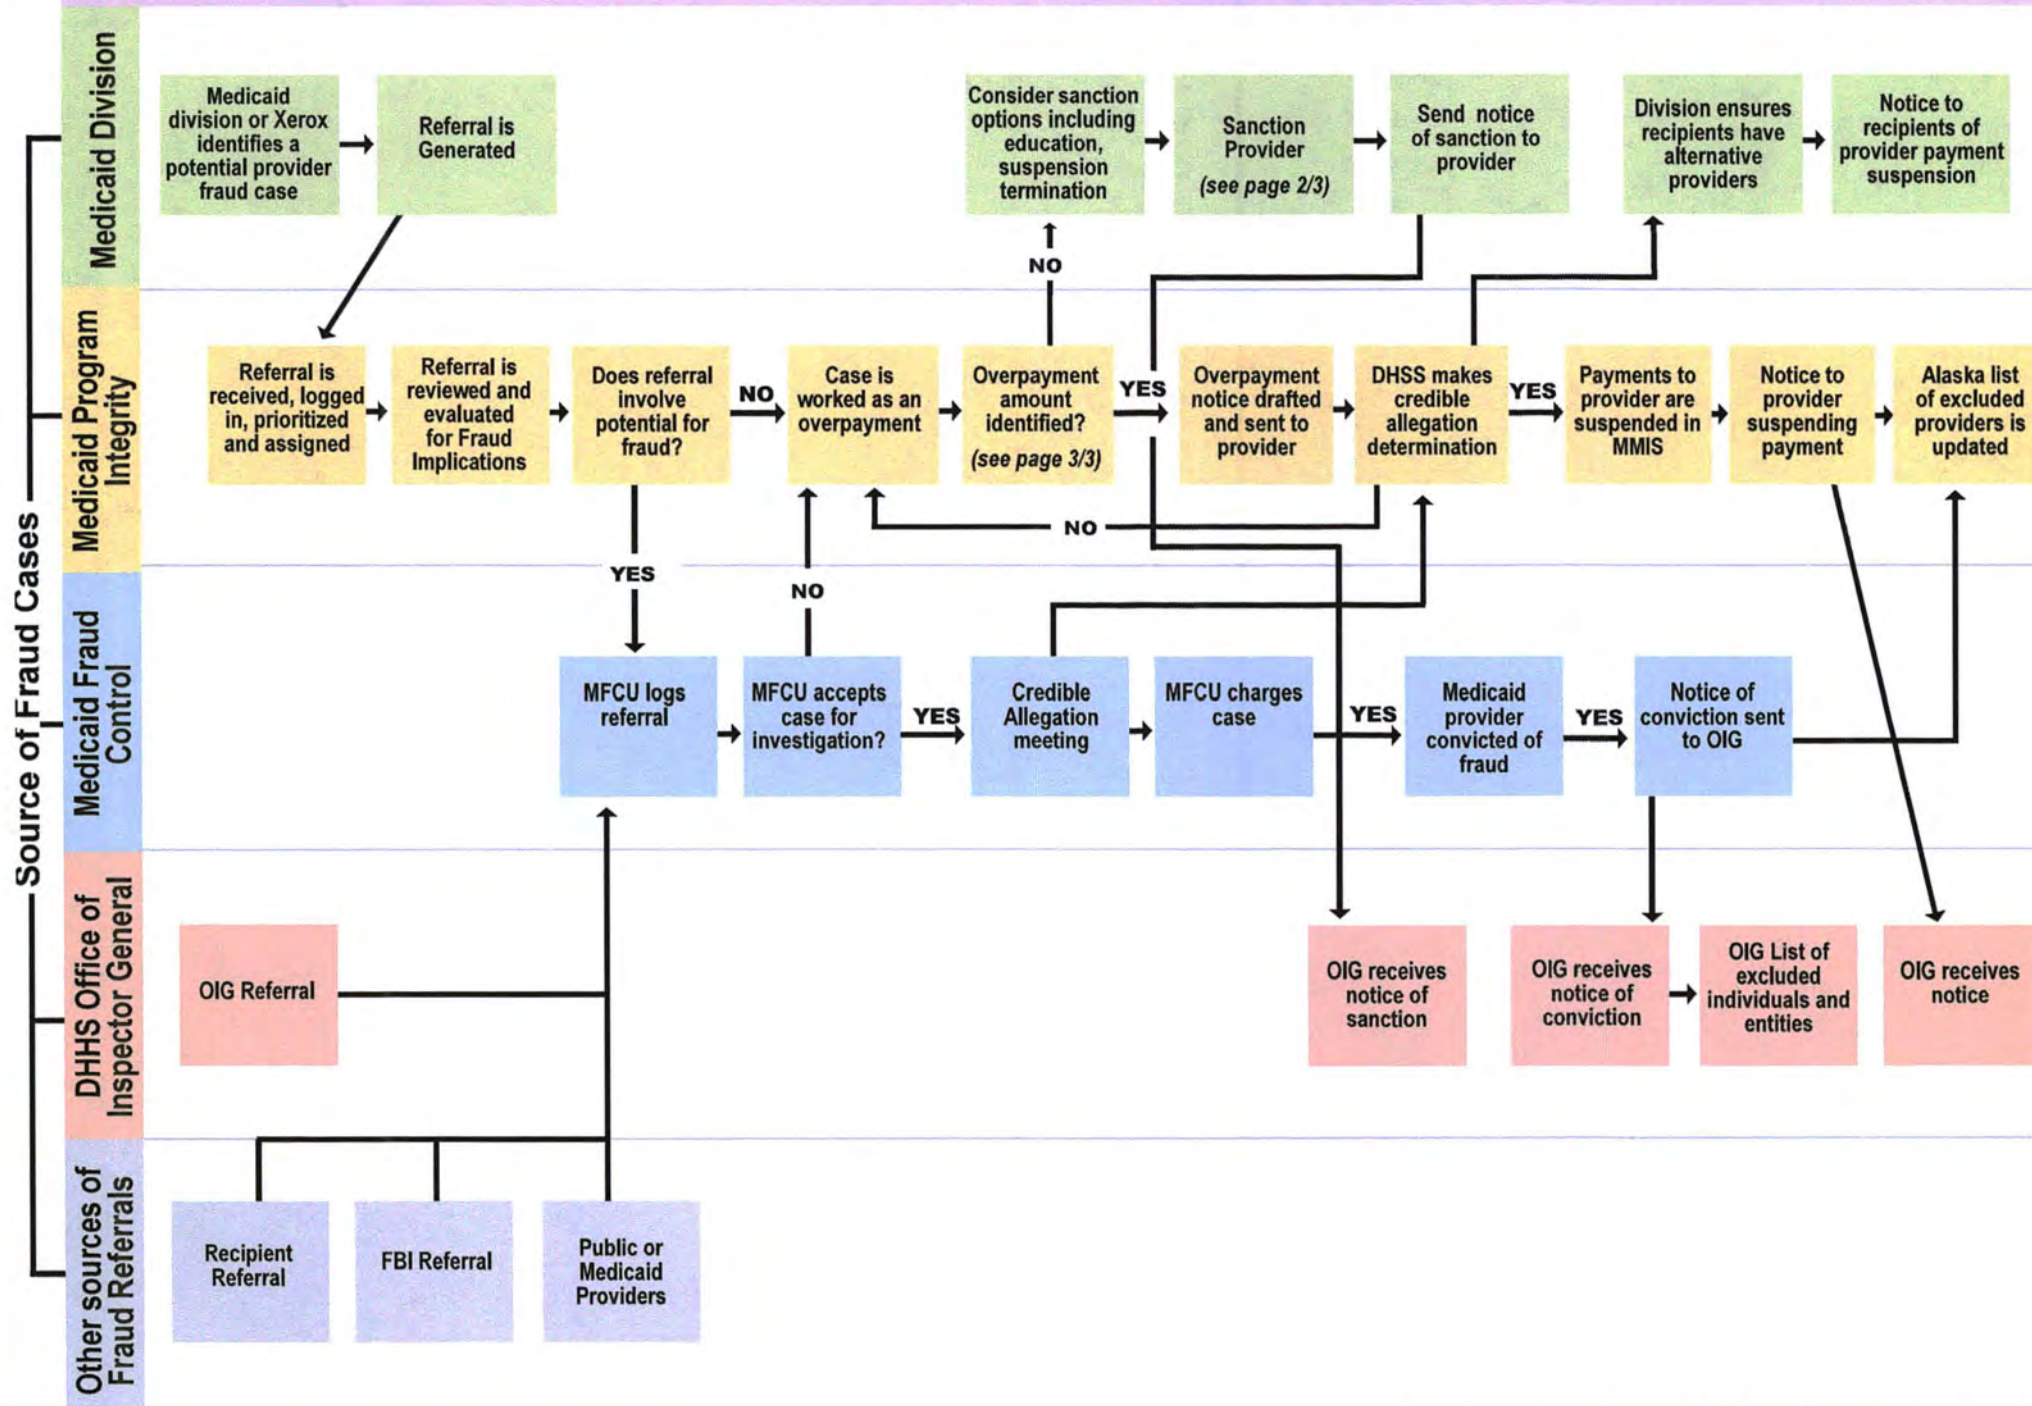 Source of Fraud Cases
Medicaid Division
Medicaid
division or Xerox
identifies a
potential provider
fraud case
Referral is
Generated
Consider sanction
options including
education,
suspension
termination
Sanction
Provider
(see page 2/3)
Send notice
of sanction to
provider
Division ensures
recipients have
alternative
providers
Notice to
recipients of
provider payment
suspension
NO
Medicaid Program
Integrity
Referral is
received, logged
in, prioritized
and assigned
Referral is
reviewed and
evaluated
for Fraud
Implications
Does referral
involve
potential for
fraud?
NO
Case is
worked as an
overpayment
Overpayment
amount
identified?
(see page 3/3)
YES
Overpayment
notice drafted
and sent to
provider
DHSS makes
credible
allegation
determination
YES
Payments to
provider are
suspended in
MMIS
Notice to
provider
suspending
payment
Alaska list
of excluded
providers is
updated
NO
YES
NO
Medicaid Fraud
Control
MFCU logs
referral
MFCU accepts
case for
investigation?
YES
Credible
Allegation
meeting
MFCU charges
case
YES
Medicaid
provider
convicted of
fraud
YES
Notice of
conviction sent
to OIG
DHHS Office of
Inspector General
OIG Referral
OIG receives
notice of
sanction
OIG receives
notice of
conviction
OIG List of
excluded
individuals and
entities
OIG receives
notice
Other sources of
Fraud Referrals
Recipient
Referral
FBI Referral
Public or
Medicaid
Providers